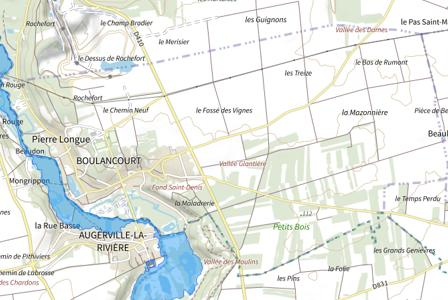 le Champ Bradier
les Guignons
le Pas Saint-M
D410
le Merisier
Vallée des Dames
le Dessus de Rochefort
les Treize
le Bas de Rumont
Rouge
Rochefort
le Chemin Neuf
le Fossé des Vignes
la Mazonnière
Pièce de B
Rouge
Pierre Longue
Beaul
Beaudon
BOULANCOURT
Vallée Glantière
Mongrippon
Fond Saint-Denis
le Temps Perdu
la Maladrerie
112
la Rue Basse
Petits Bois
AUGERVILLE-LA-
RIVIÈRE
les Grands Genièvres
Chemin de Pithiviers
Vallée des Moulins
la Folie
Chemin de Labrosse
les Pins
des Chardons
D831